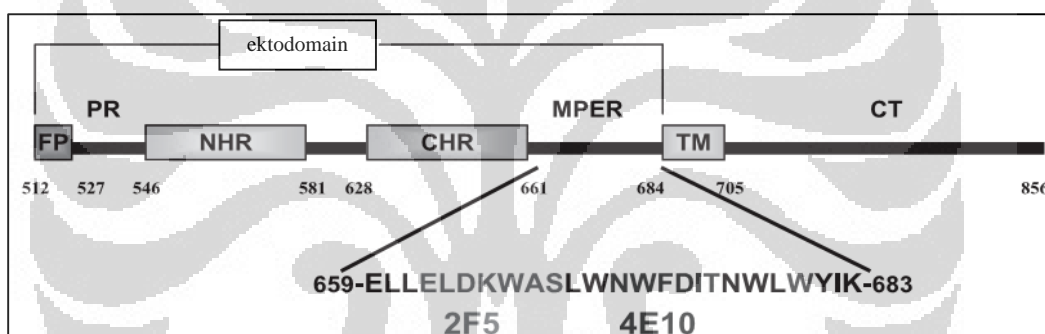 ektodomain
PR MPER CT
FP NHR CHR TM
512 527 546 581 628 661 684 705 856
659-ELLELDKWASLWNWFDITNWLWYIK-683
2F5 4E10